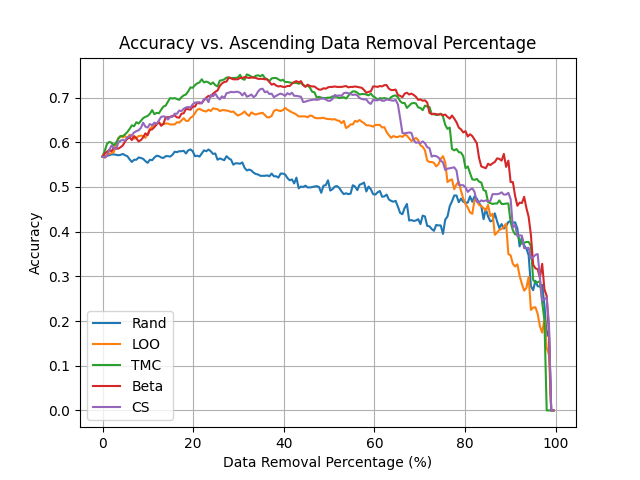 Accuracy vs. Ascending Data Removal Percentage
Accuracy
0.7
0.6
0.5
0.4
0.3
0.2
0.1
0.0
Rand
LOO
TMC
Beta
CS
0 20 40 60 80 100
Data Removal Percentage (%)